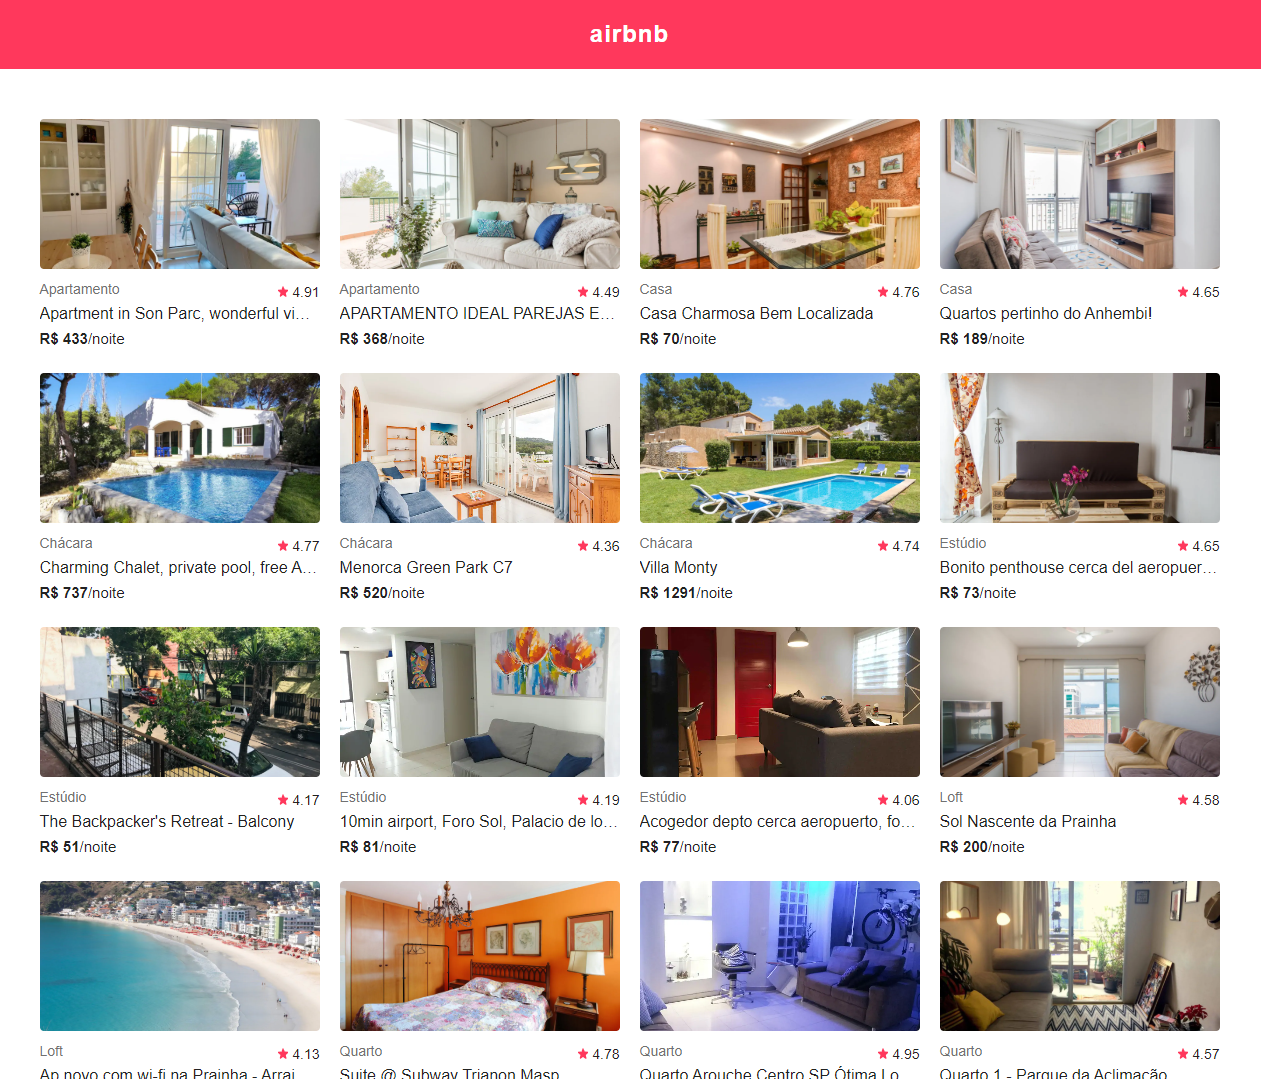 airbnb
Apartamento
4.91
Apartment in Son Parc, wonderful vi...
R$ 433/noite
Apartamento
4.49
APARTAMENTO IDEAL PAREJAS E...
R$ 368/noite
Casa
4.76
Casa Charmosa Bem Localizada
R$ 70/noite
Casa
4.65
Quartos pertinho do Anhembi!
R$ 189/noite
Chácara
4.77
Charming Chalet, private pool, free A...
R$ 737/noite
Chácara
4.36
Menorca Green Park C7
R$ 520/noite
Chácara
4.74
Villa Monty
R$ 1291/noite
Estúdio
4.65
Bonito penthouse cerca del aeropuer...
R$ 73/noite
Estúdio
4.17
The Backpacker's Retreat - Balcony
R$ 51/noite
Estúdio
4.19
10min airport, Foro Sol, Palacio de lo...
R$ 81/noite
Estúdio
4.06
Acogedor depto cerca aeropuerto, fo...
R$ 77/noite
Loft
4.58
Sol Nascente da Prainha
R$ 200/noite
Loft
4.13
Ap novo com wi-fi na Prainha - Arrai...
Quarto
4.78
Suite @ Subway Trianon Masp
Quarto
4.95
Quarto Arouche Centro SP Ótima Lo...
Quarto
4.57
Quarto 1 - Parque da Aclimação